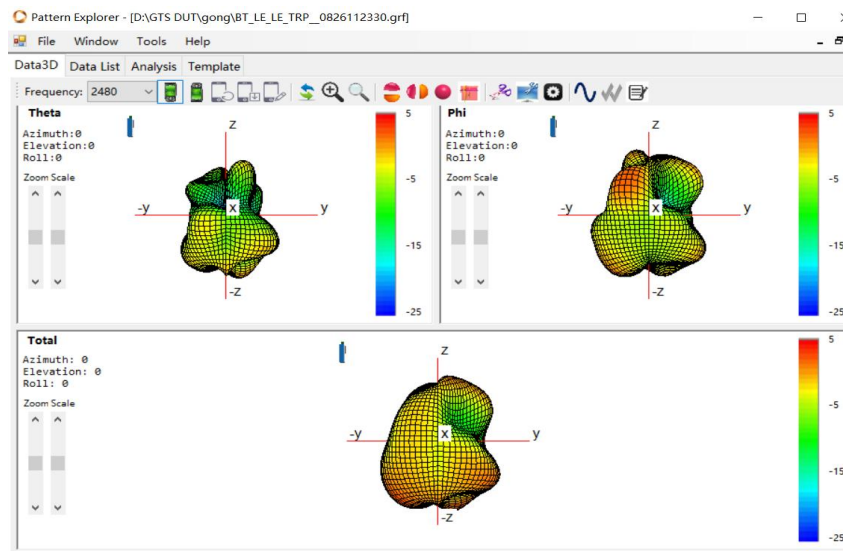 Pattern Explorer - [D:\GTS DUT\gong\BT_LE_LE_TRP__0826112330.grf]
File Window Tools Help
Data3D Data List Analysis Template
Frequency: 2480
Theta
Azimuth:0
Elevation:0
Roll:0
Zoom Scale
z
-y
x
y
-z
5
-5
-15
-25
Phi
Azimuth:0
Elevation:0
Roll:0
Zoom Scale
z
-y
x
y
-z
5
-5
-15
-25
Total
Azimuth: 0
Elevation: 0
Roll: 0
Zoom Scale
z
-y
x
y
-z
5
-5
-15
-25